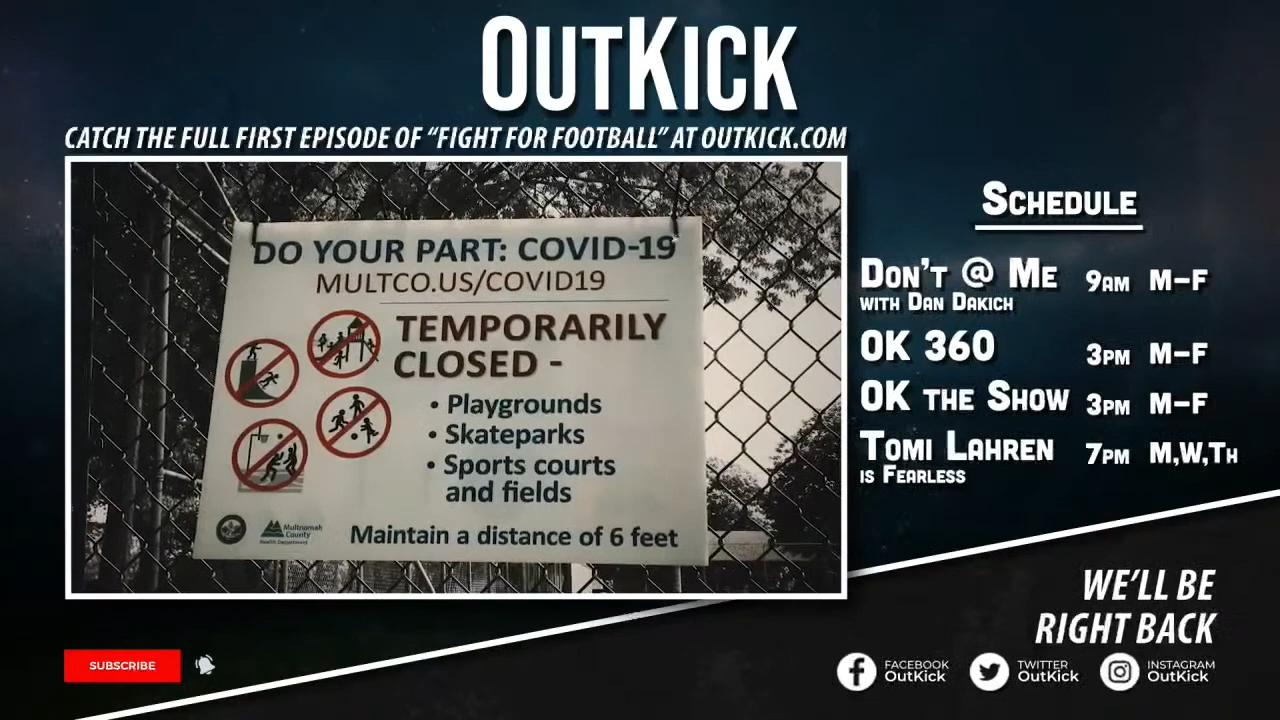 OUTKICK
CATCH THE FULL FIRST EPISODE OF “FIGHT FOR FOOTBALL” AT OUTKICK.COM
DO YOUR PART: COVID-19
MULTCO.US/COVID19
TEMPORARILY
CLOSED -
• Playgrounds
• Skateparks
• Sports courts
and fields
Multnomah
County
Health Department
Maintain a distance of 6 feet
SCHEDULE
DON'T @ ME 9AM M-F
WITH DAN DAKICH
OK 360 3PM M-F
OK THE SHOW 3PM M-F
TOMI LAHREN 7PM M,W,TH
IS FEARLESS
WE'LL BE
RIGHT BACK
SUBSCRIBE
FACEBOOK
OutKick
TWITTER
OutKick
INSTAGRAM
OutKick